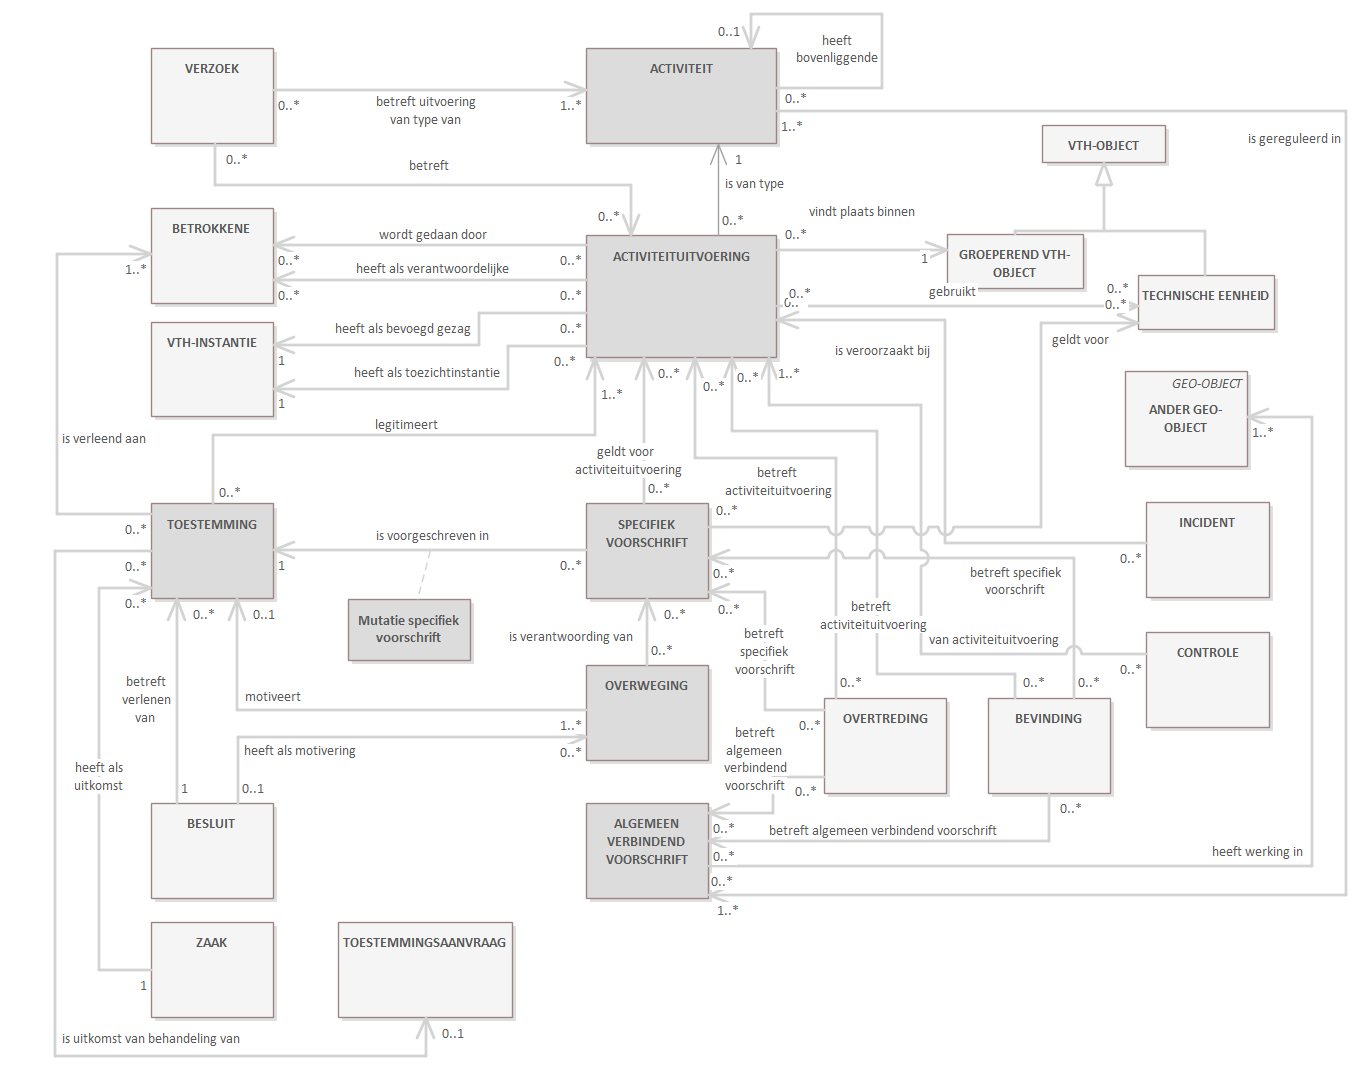 0..1
heeft
bovenliggende
VERZOEK
ACTIVITEIT
0..*
betreft uitvoering
van type van
1..*
0..*
1..*
is gereguleerd in
VTH-OBJECT
0..*
betreft
1
is van type
0..*
0..*
vindt plaats binnen
0..*
1
BETROKKENE
wordt gedaan door
0..*
0..*
heeft als verantwoordelijke
0..*
0..*
ACTIVITEITUITVOERING
GROEPEREND VTH-
OBJECT
gebruikt
0..*
0..
0..*
0..*
TECHNISCHE EENHEID
1..*
VTH-INSTANTIE
heeft als bevoegd gezag
0..*
1
heeft als toezichtinstantie
0..*
1
is veroorzaakt bij
geldt voor
GEO-OBJECT
ANDER GEO-
OBJECT
1..*
1..*
0..*
0..*
0..*
1..*
legitimeert
is verleend aan
geldt voor
activiteituitvoering
0..*
betreft
activiteituitvoering
0..*
0..*
TOESTEMMING
0..*
0..*
0..*
is voorgeschreven in
1
0..*
SPECIFIEK
VOORSCHRIFT
0..*
0..*
0..*
INCIDENT
0..*
betreft specifiek
voorschrift
Mutatie specifiek
voorschrift
0..*
0..1
0..*
is verantwoording van
0..*
betreft
specifiek
voorschrift
betreft
activiteituitvoering
van activiteituitvoering
CONTROLE
0..*
OVERWEGING
betreft
verlenen
van
motiveert
1..*
heeft als motivering
0..*
0..*
0..*
0..*
OVERTREDING
BEVINDING
0..*
betreft
algemeen
verbindend
voorschrift
0..*
0..*
heeft als
uitkomst
1
0..1
BESLUIT
ALGEMEEN
VERBINDEND
VOORSCHRIFT
0..*
betreft algemeen verbindend voorschrift
0..*
heeft werking in
0..*
1..*
ZAAK
1
TOESTEMMINGSAANVRAAG
is uitkomst van behandeling van
0..1